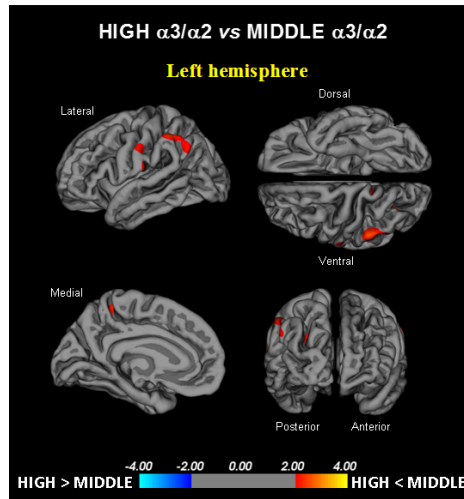 HIGH α3/α2 vs MIDDLE α3/α2
Left hemisphere
Lateral
Dorsal
Ventral
Medial
Posterior
Anterior
-4.00 -2.00 0.00 2.00 4.00
HIGH > MIDDLE
HIGH < MIDDLE